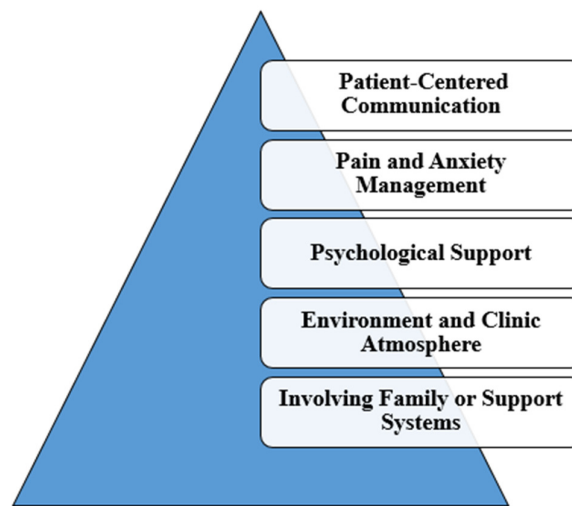 Patient-Centered
Communication
Pain and Anxiety
Management
Psychological Support
Environment and Clinic
Atmosphere
Involving Family or Support
Systems